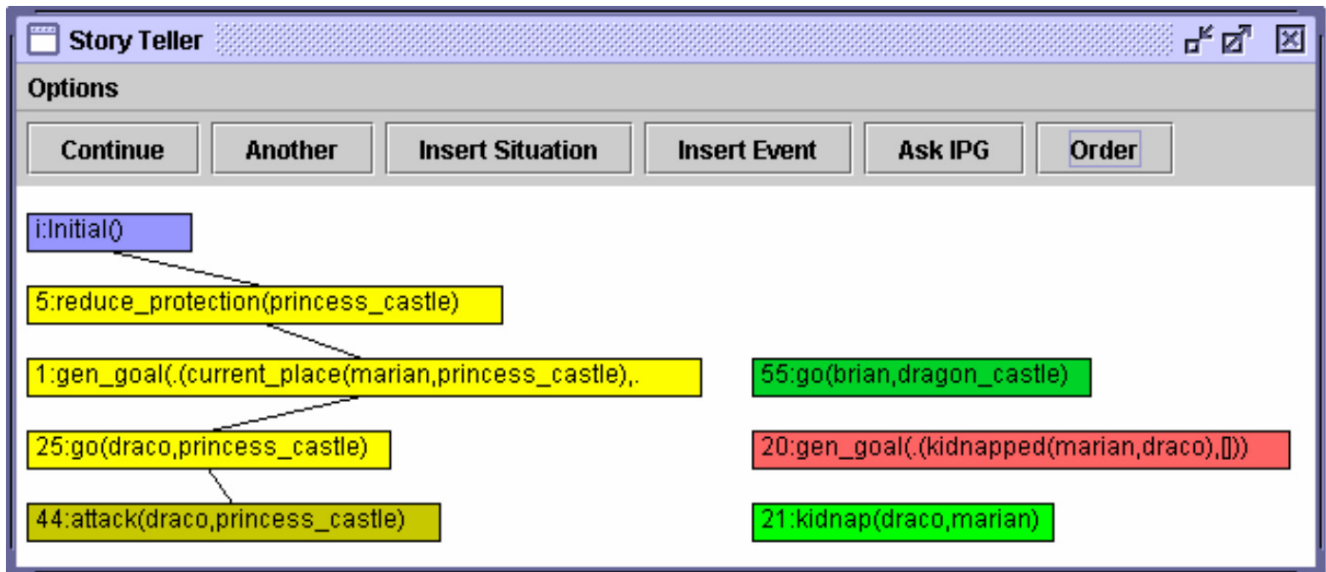 Story Teller
Options
Continue Another Insert Situation Insert Event Ask IPG Order
i:Initial()
5:reduce_protection(princess_castle)
1:gen_goal(.(current_place(marian,princess_castle),.
55:go(brian,dragon_castle)
25:go(draco,princess_castle)
20:gen_goal(.(kidnapped(marian,draco),[]))
44:attack(draco,princess_castle)
21:kidnap(draco,marian)